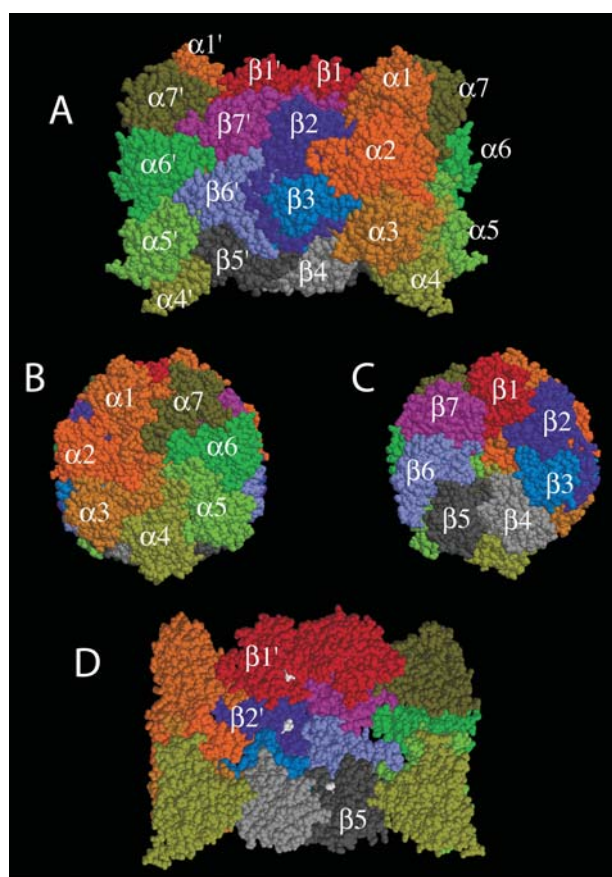 α1' β1' β1 α1 α7
A α7' β7' β2 α2 α6
α6' β6' β3 α3 α5
α5' β5' β4 α4
α4'
B C
α1 α7 β1
α6 β7 β2
α2 β6 β3
α3 α5 β5 β4
α4
D β1'
β2'
β5